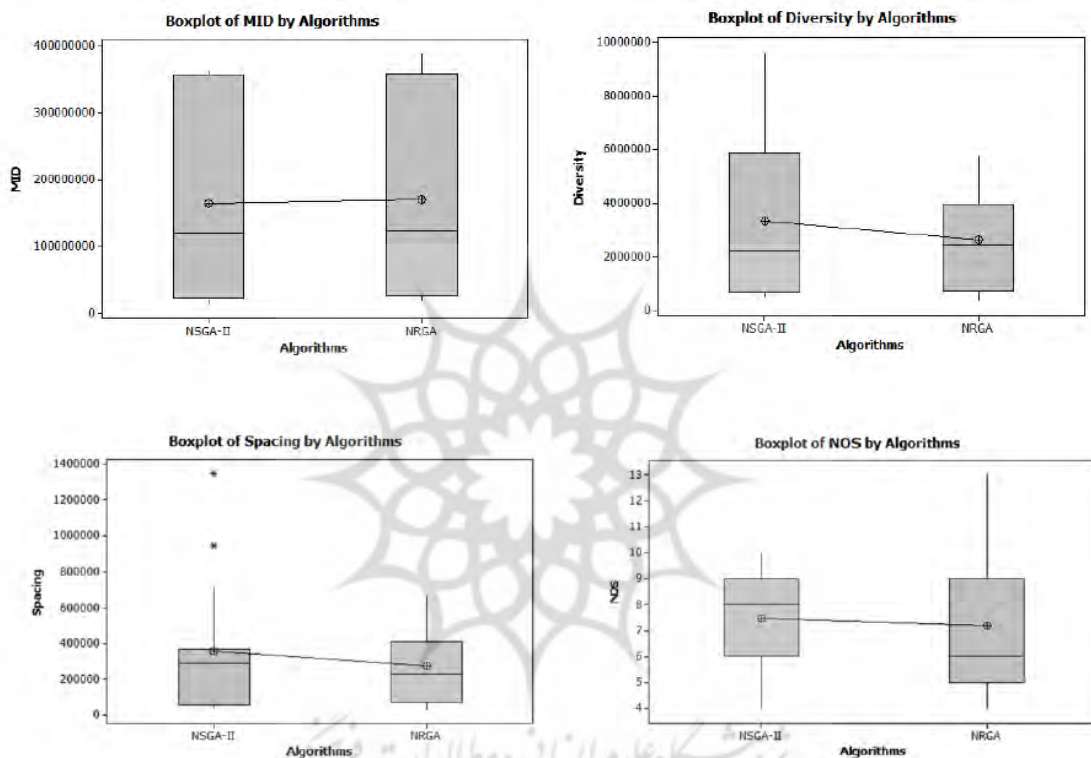 Boxplot of MID by Algorithms
400000000
300000000
200000000
100000000
0
MID
NSGA-II
NRGA
Algorithms
Boxplot of Diversity by Algorithms
10000000
8000000
6000000
4000000
2000000
0
Diversity
NSGA-II
NRGA
Algorithms
Boxplot of Spacing by Algorithms
1400000
1200000
1000000
800000
600000
400000
200000
0
Spacing
NSGA-II
NRGA
Algorithms
Boxplot of NOS by Algorithms
13
12
11
10
9
8
7
6
5
4
NOS
NSGA-II
NRGA
Algorithms